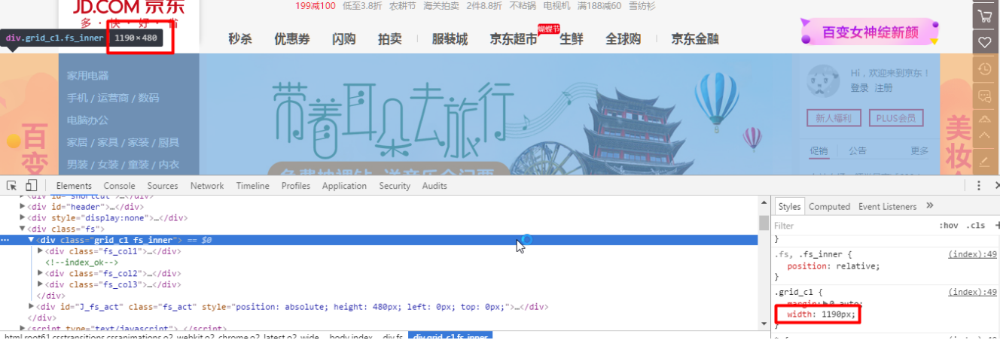 JD.COM 京东
多·快·好·省
199减100 低至3.8折 农耕节 海关拍卖 2件8.8折 不粘锅 电视机 满188减60 雪纺衫
div.grid_c1.fs_inner 1190×480
秒杀 优惠券 闪购 拍卖 服装城 京东超市 蝴蝶节 生鲜 全球购 京东金融
百变女神绽新颜
家用电器
手机 / 运营商 / 数码
电脑办公
家居 / 家具 / 家装 / 厨具
男装 / 女装 / 童装 / 内衣
百变
带着耳朵去旅行
Hi，欢迎来到京东！
登录 注册
新人福利 PLUS会员
促销 公告 更多
美妆
Elements Console Sources Network Timeline Profiles Application Security Audits
▶<div id="shortcut">…</div>
▶<div id="header">…</div>
▶<div style="display:none">…</div>
▼<div class="fs">
… ▼<div class="grid_c1 fs_inner"> == $0
▶<div class="fs_col1">…</div>
<!--index_ok-->
▶<div class="fs_col2">…</div>
▶<div class="fs_col3">…</div>
</div>
▶<div id="J_fs_act" class="fs_act" style="position: absolute; height: 480px; left: 0px; top: 0px;">…</div>
</div>
▶<script type="text/javascript"> </script>
html.root61.csstransitions.cssanimations.o2_webkit.o2_chrome.o2_latest.o2_wide body.index div.fs div.grid_c1.fs_inner
Styles Computed Event Listeners »
Filter :hov .cls +
}
.fs, .fs_inner { (index):49
position: relative;
}
.grid_c1 { (index):49
margin:▶0 auto;
width: 1190px;
}